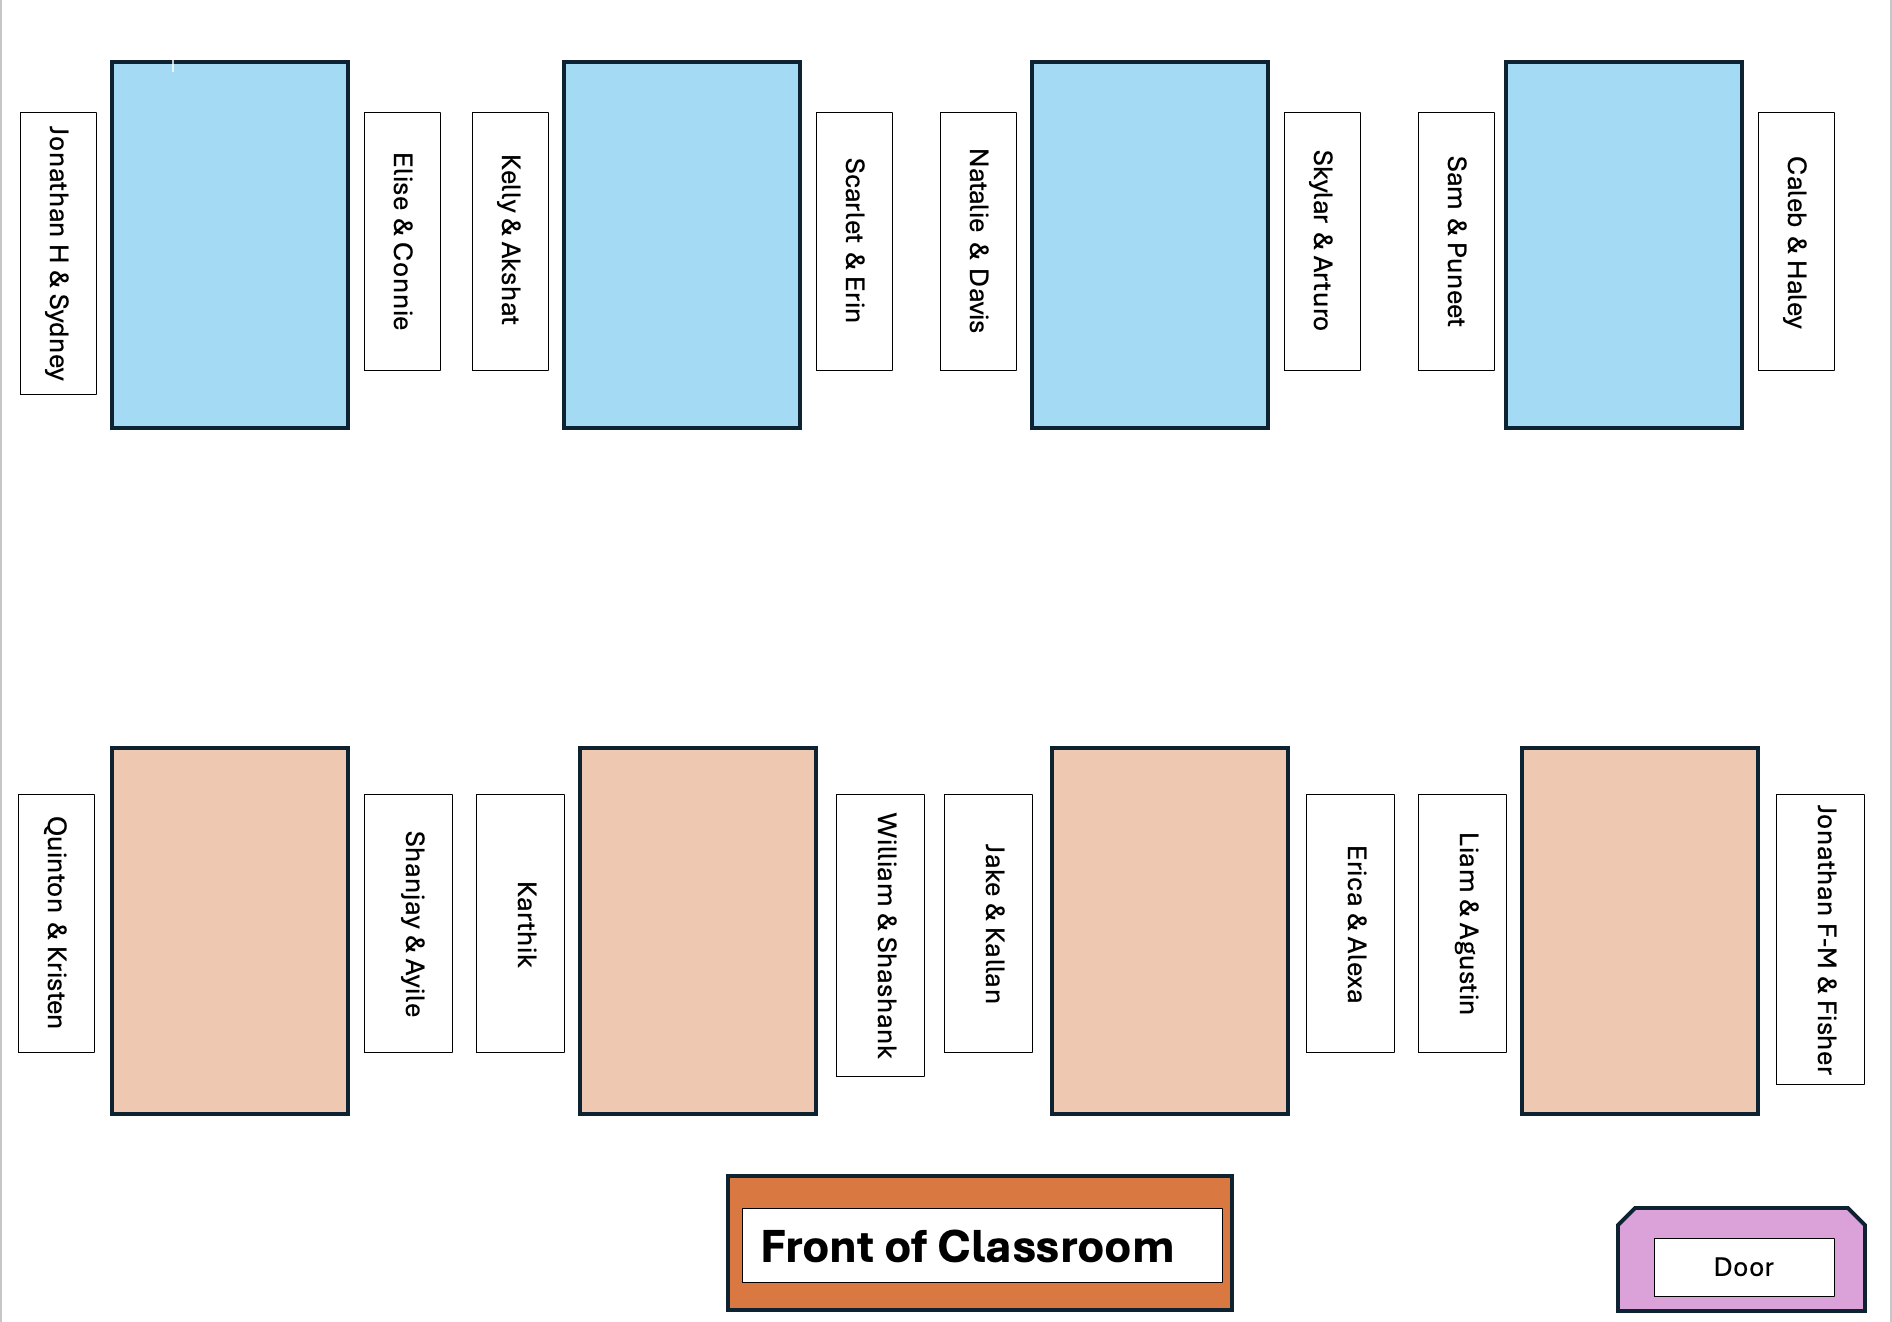 Jonathan H & Sydney
Elise & Connie
Kelly & Akshat
Scarlet & Erin
Natalie & Davis
Skylar & Arturo
Sam & Puneet
Caleb & Haley
Quinton & Kristen
Shanjay & Ayile
Karthik
William & Shashank
Jake & Kallan
Erica & Alexa
Liam & Agustin
Jonathan F-M & Fisher
Front of Classroom
Door